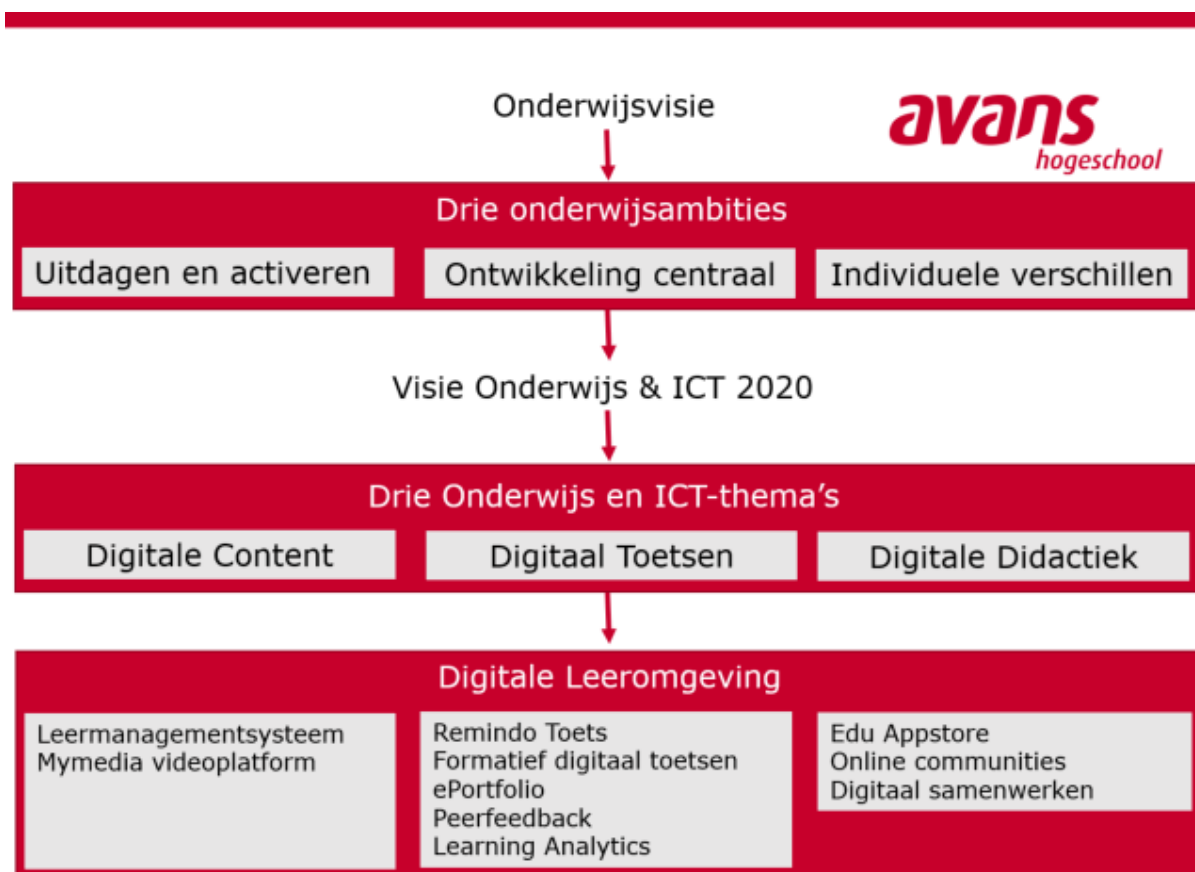 Onderwijsvisie
avans
hogeschool
Drie onderwijsambities
Uitdagen en activeren
Ontwikkeling centraal
Individuele verschillen
Visie Onderwijs & ICT 2020
Drie Onderwijs en ICT-thema's
Digitale Content
Digitaal Toetsen
Digitale Didactiek
Digitale Leeromgeving
Leermanagementsysteem
Mymedia videoplatform
Remindo Toets
Formatief digitaal toetsen
ePortfolio
Peerfeedback
Learning Analytics
Edu Appstore
Online communities
Digitaal samenwerken